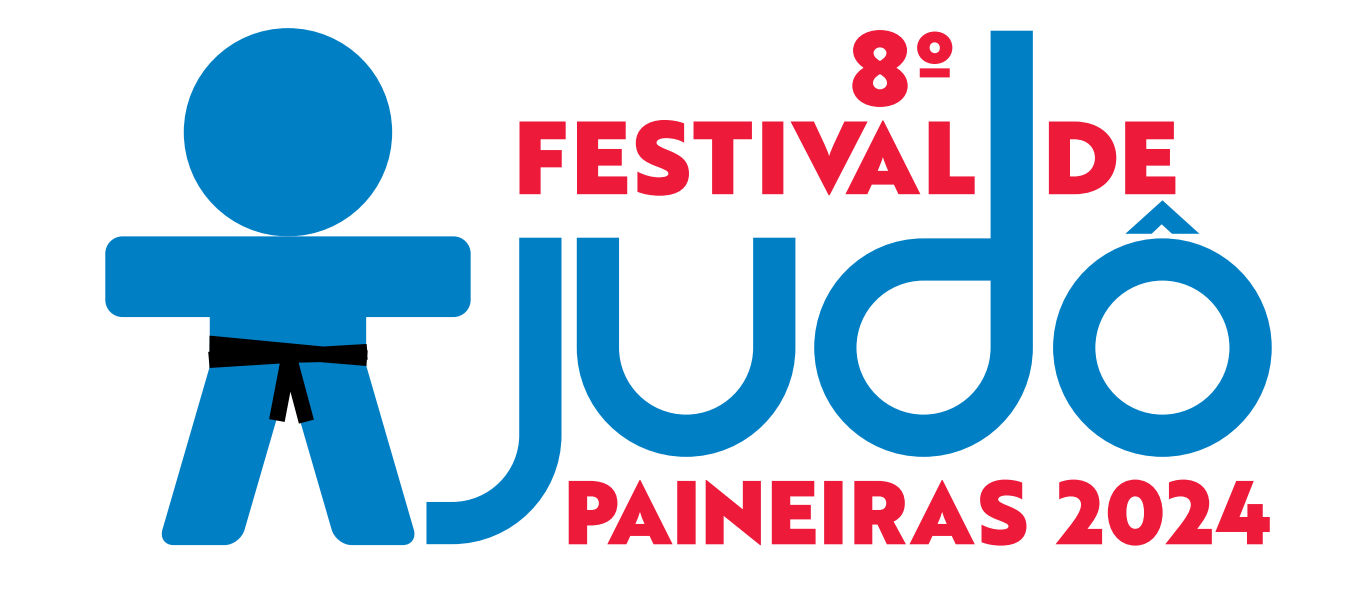 8º
FESTIVAL DE
judô
PAINEIRAS 2024